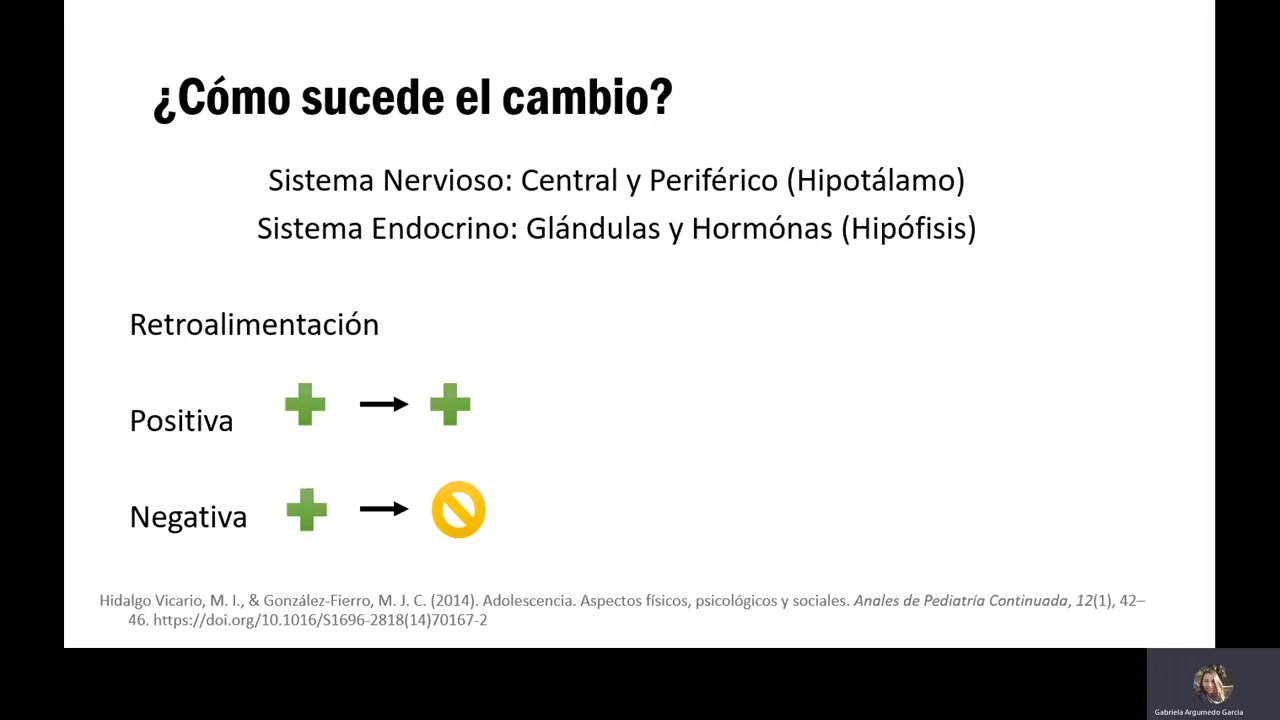 ¿Cómo sucede el cambio?
Sistema Nervioso: Central y Periférico (Hipotálamo)
Sistema Endocrino: Glándulas y Hormónas (Hipófisis)
Retroalimentación
Positiva
Negativa
Hidalgo Vicario, M. I., & González-Fierro, M. J. C. (2014). Adolescencia. Aspectos físicos, psicológicos y sociales. Anales de Pediatría Continuada, 12(1), 42–
46. https://doi.org/10.1016/S1696-2818(14)70167-2
Gabriela Argumedo Garcia